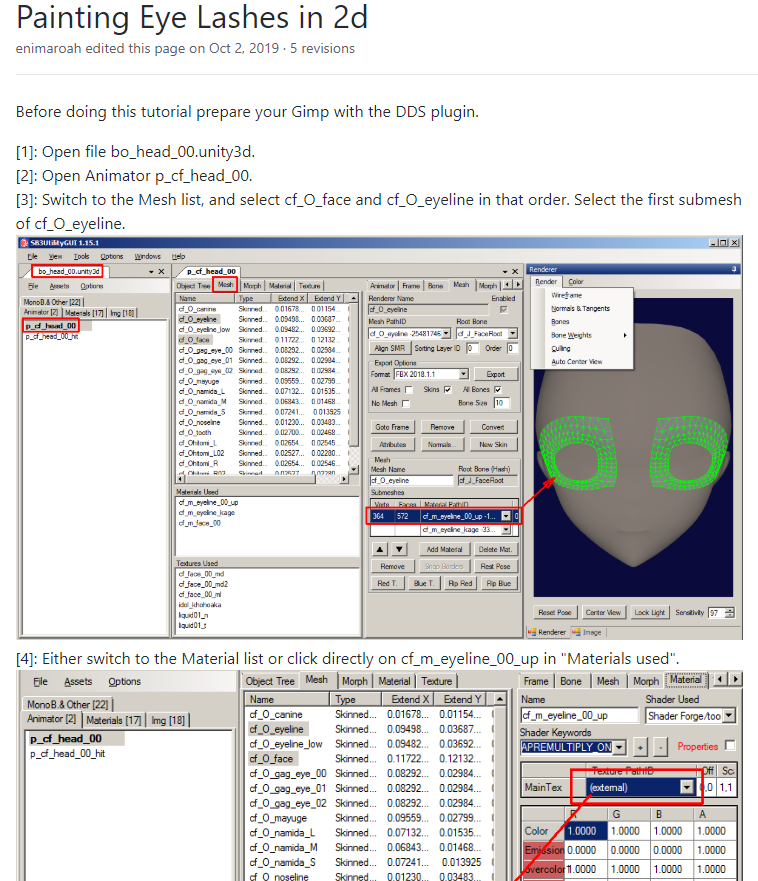 Painting Eye Lashes in 2d
enimaroah edited this page on Oct 2, 2019 · 5 revisions
Before doing this tutorial prepare your Gimp with the DDS plugin.
[1]: Open file bo_head_00.unity3d.
[2]: Open Animator p_cf_head_00.
[3]: Switch to the Mesh list, and select cf_O_face and cf_O_eyeline in that order. Select the first submesh
of cf_O_eyeline.
SB3UtilityGUI 1.15.1
File View Tools Options Windows Help
bo_head_00.unity3d
File Assets Options
MonoB.& Other [22]
Animator [2] Materials [17] Img [18]
p_cf_head_00
p_cf_head_00_hit
p_cf_head_00
Object Tree Mesh Morph Material Texture
Name Type Extend X Extend Y
cf_O_canine Skinned... 0.01678... 0.01154...
cf_O_eyeline Skinned... 0.09498... 0.03687...
cf_O_eyeline_low Skinned... 0.09482... 0.03692...
cf_O_face Skinned... 0.11722... 0.12132...
cf_O_gag_eye_00 Skinned... 0.08292... 0.02984...
cf_O_gag_eye_01 Skinned... 0.08292... 0.02984...
cf_O_gag_eye_02 Skinned... 0.08292... 0.02984...
cf_O_mayuge Skinned... 0.09559... 0.02799...
cf_O_namida_L Skinned... 0.07132... 0.01535...
cf_O_namida_M Skinned... 0.06843... 0.01468...
cf_O_namida_S Skinned... 0.07241... 0.013925
cf_O_noseline Skinned... 0.01230... 0.03483...
cf_O_tooth Skinned... 0.02700... 0.02468...
cf_Ohitomi_L Skinned... 0.02654... 0.02545...
cf_Ohitomi_L02 Skinned... 0.02527... 0.02280...
cf_Ohitomi_R Skinned... 0.02654... 0.02546...
cf_Ohitomi_R02 Skinned...
Materials Used
cf_m_eyeline_00_up
cf_m_eyeline_kage
cf_m_face_00
Textures Used
cf_face_00_md
cf_face_00_md2
cf_face_00_ml
idol_khohoaka
liquid01_n
liquid01_t
Animator Frame Bone Mesh Morph
Renderer Name Enabled
cf_O_eyeline
Mesh PathID Root Bone
cf_O_eyeline -25481746 cf_J_FaceRoot
Align SMR Sorting Layer ID 0 Order 0
Export Options
Format FBX 2018.1.1 Export
All Frames Skins All Bones
No Mesh Bone Size 10
Goto Frame Remove Convert
Attributes Normals... New Skin
Mesh
Mesh Name Root Bone (Hash)
cf_O_eyeline cf_J_FaceRoot
Submeshes
Verts Faces Material PathID
364 572 cf_m_eyeline_00_up -1... 0
cf_m_eyeline_kage -33...
Add Material Delete Mat.
Remove Snap Borders Rest Pose
Red T. Blue T. Rip Red Rip Blue
Renderer
Render Color
Wireframe
Normals & Tangents
Bones
Bone Weights
Culling
Auto Center View
Reset Pose Center View Lock Light Sensitivity 97
Renderer Image
[4]: Either switch to the Material list or click directly on cf_m_eyeline_00_up in "Materials used".
File Assets Options
MonoB.& Other [22]
Animator [2] Materials [17] Img [18]
p_cf_head_00
p_cf_head_00_hit
Object Tree Mesh Morph Material Texture
Name Type Extend X Extend Y
cf_O_canine Skinned... 0.01678... 0.01154...
cf_O_eyeline Skinned... 0.09498... 0.03687...
cf_O_eyeline_low Skinned... 0.09482... 0.03692...
cf_O_face Skinned... 0.11722... 0.12132...
cf_O_gag_eye_00 Skinned... 0.08292... 0.02984...
cf_O_gag_eye_01 Skinned... 0.08292... 0.02984...
cf_O_gag_eye_02 Skinned... 0.08292... 0.02984...
cf_O_mayuge Skinned... 0.09559... 0.02799...
cf_O_namida_L Skinned... 0.07132... 0.01535...
cf_O_namida_M Skinned... 0.06843... 0.01468...
cf_O_namida_S Skinned... 0.07241... 0.013925
cf_O_noseline Skinned... 0.01230... 0.03483...
Frame Bone Mesh Morph Material
Name Shader Used
cf_m_eyeline_00_up Shader Forge/too
Shader Keywords
APREMULTIPLY_ON + - Properties
Texture PathID Off Sc
MainTex (external) 0,0 1,1
R G B A
Color 1.0000 1.0000 1.0000 1.0000
Emission 0.0000 0.0000 0.0000 1.0000
overcolor1 1.0000 1.0000 1.0000 1.0000